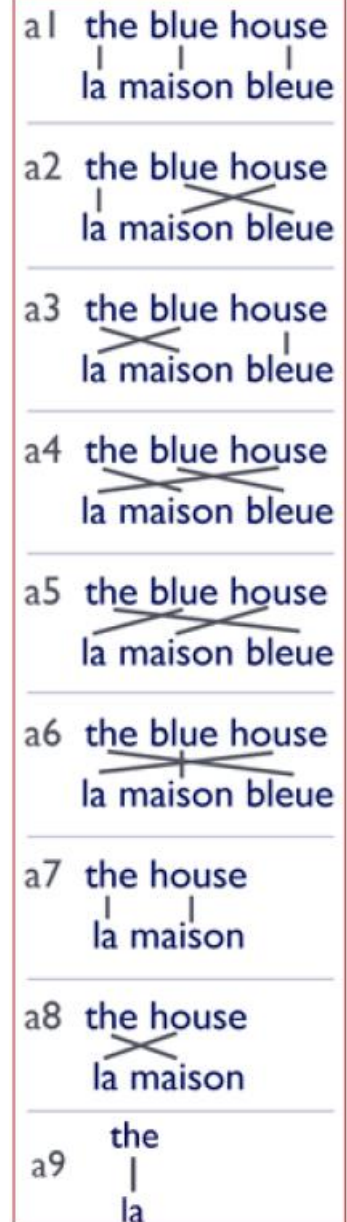 a1 the blue house
la maison bleue
a2 the blue house
la maison bleue
a3 the blue house
la maison bleue
a4 the blue house
la maison bleue
a5 the blue house
la maison bleue
a6 the blue house
la maison bleue
a7 the house
la maison
a8 the house
la maison
the
a9
la